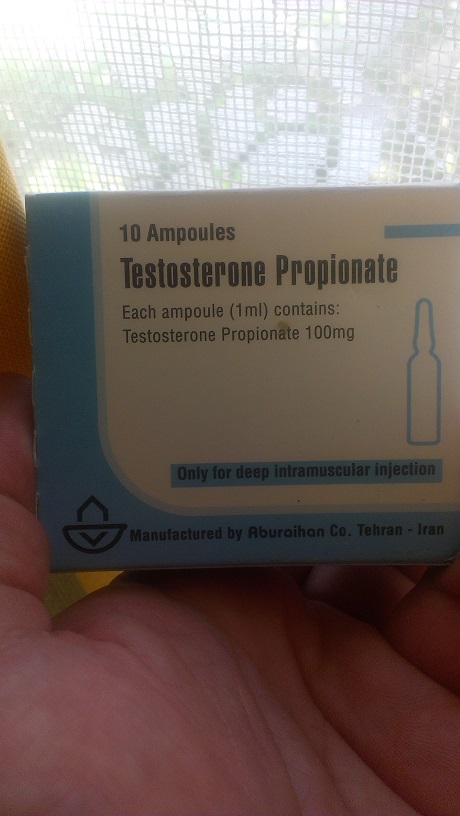 10 Ampoules
Testosterone Propionate
Each ampoule (1ml) contains:
Testosterone Propionate 100mg
Only for deep intramuscular injection
Manufactured by Aburaihan Co. Tehran - Iran